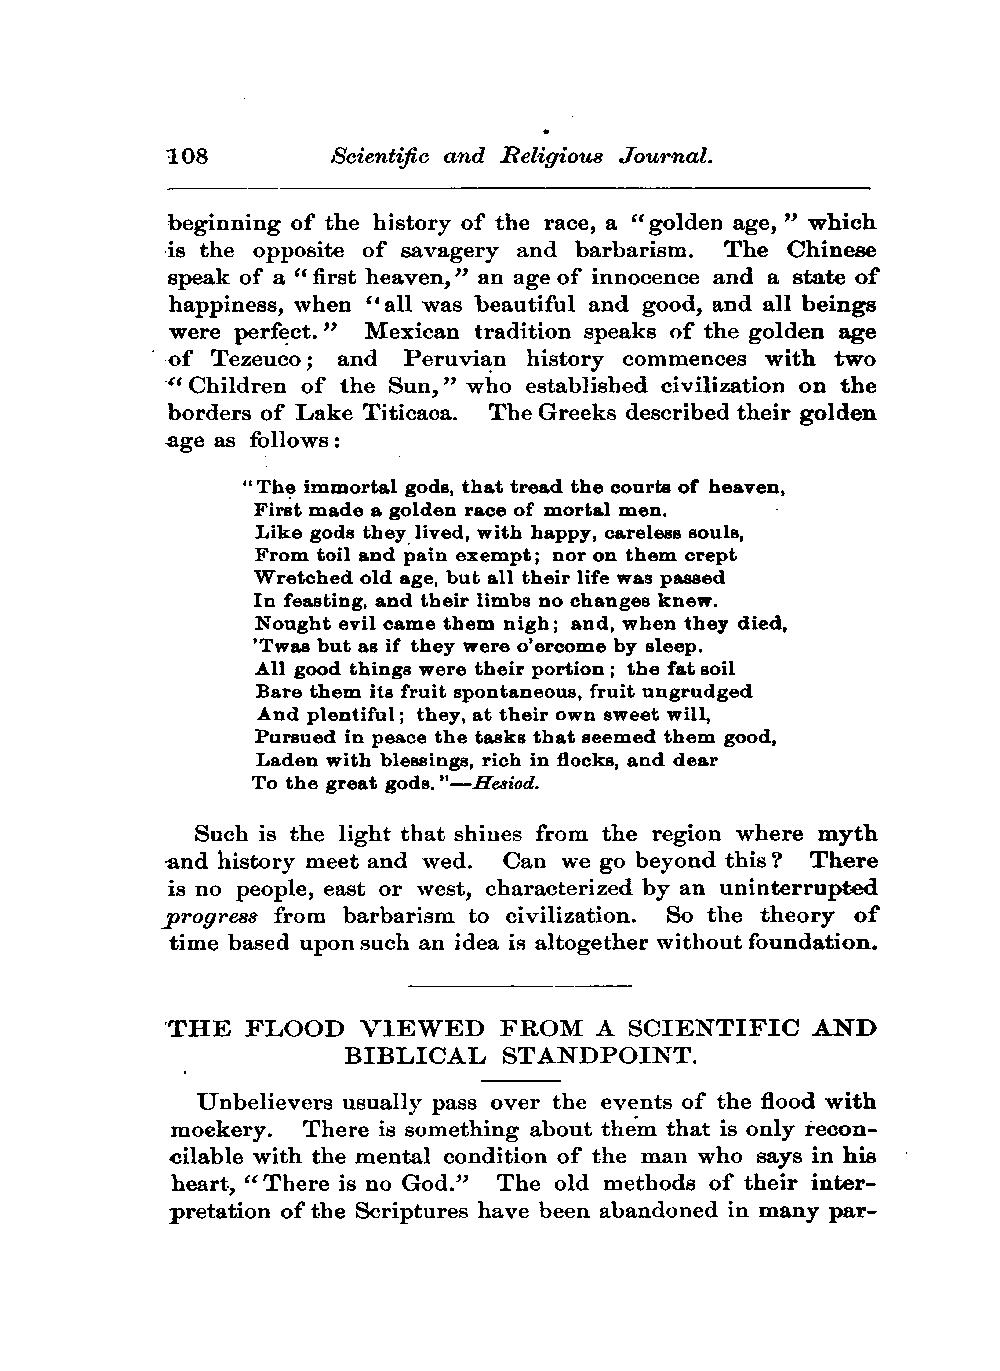 108 Scientific and Religious Journal.
beginning of the history of the race, a "golden age," which
is the opposite of savagery and barbarism. The Chinese
speak of a "first heaven," an age of innocence and a state of
happiness, when "all was beautiful and good, and all beings
were perfect." Mexican tradition speaks of the golden age
of Tezeuco; and Peruvian history commences with two
"Children of the Sun," who established civilization on the
borders of Lake Titicaca. The Greeks described their golden
age as follows:
"The immortal gods, that tread the courts of heaven,
First made a golden race of mortal men.
Like gods they lived, with happy, careless souls,
From toil and pain exempt; nor on them crept
Wretched old age, but all their life was passed
In feasting, and their limbs no changes knew.
Nought evil came them nigh; and, when they died,
'Twas but as if they were o'ercome by sleep.
All good things were their portion; the fat soil
Bare them its fruit spontaneous, fruit ungrudged
And plentiful; they, at their own sweet will,
Pursued in peace the tasks that seemed them good,
Laden with blessings, rich in flocks, and dear
To the great gods."—Hesiod.
Such is the light that shines from the region where myth
and history meet and wed. Can we go beyond this? There
is no people, east or west, characterized by an uninterrupted
progress from barbarism to civilization. So the theory of
time based upon such an idea is altogether without foundation.
THE FLOOD VIEWED FROM A SCIENTIFIC AND
BIBLICAL STANDPOINT.
Unbelievers usually pass over the events of the flood with
mockery. There is something about them that is only recon-
cilable with the mental condition of the man who says in his
heart, "There is no God." The old methods of their inter-
pretation of the Scriptures have been abandoned in many par-